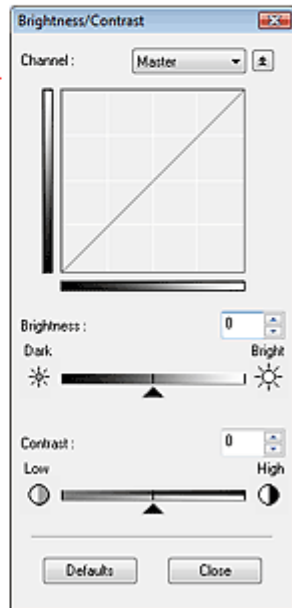 Brightness/Contrast
Channel : Master
Brightness : 0
Dark Bright
Contrast : 0
Low High
Defaults Close